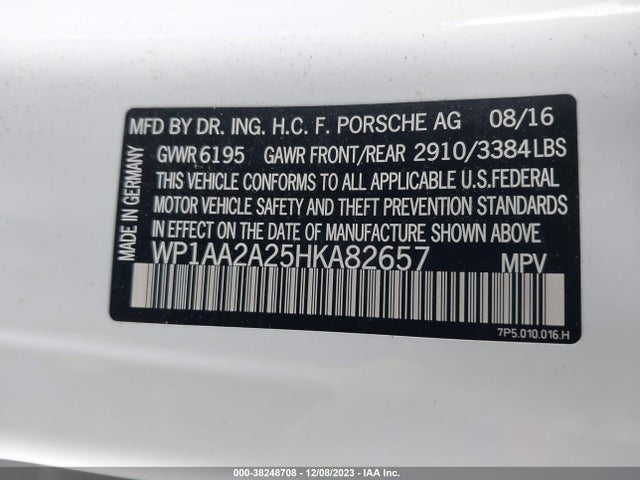 MFD BY DR. ING. H.C. F. PORSCHE AG 08/16
GVWR 6195 GAWR FRONT/REAR 2910/3384 LBS
THIS VEHICLE CONFORMS TO ALL APPLICABLE U.S.FEDERAL
MOTOR VEHICLE SAFETY AND THEFT PREVENTION STANDARDS
IN EFFECT ON THE DATE OF MANUFACTURE SHOWN ABOVE.
WP1AA2A25HKA82657 MPV
MADE IN GERMANY
7P5.010.016.H
000-38248708 - 12/08/2023 - IAA Inc.